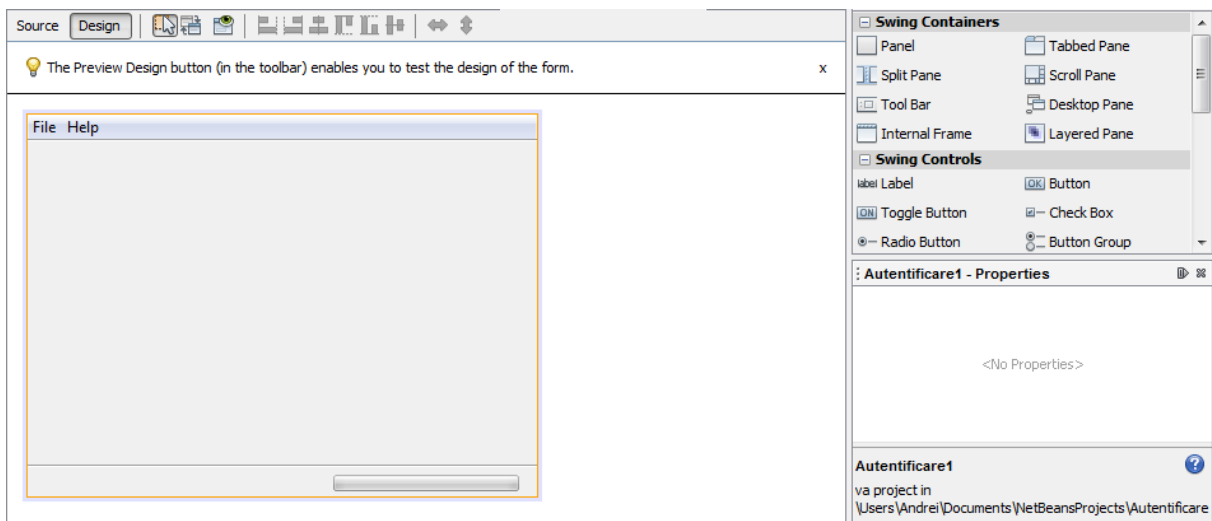 Source Design
The Preview Design button (in the toolbar) enables you to test the design of the form. x
File Help
Swing Containers
Panel Tabbed Pane
Split Pane Scroll Pane
Tool Bar Desktop Pane
Internal Frame Layered Pane
Swing Controls
label Label OK Button
ON Toggle Button Check Box
Radio Button Button Group
Autentificare1 - Properties
<No Properties>
Autentificare1
va project in
\Users\Andrei\Documents\NetBeansProjects\Autentificare